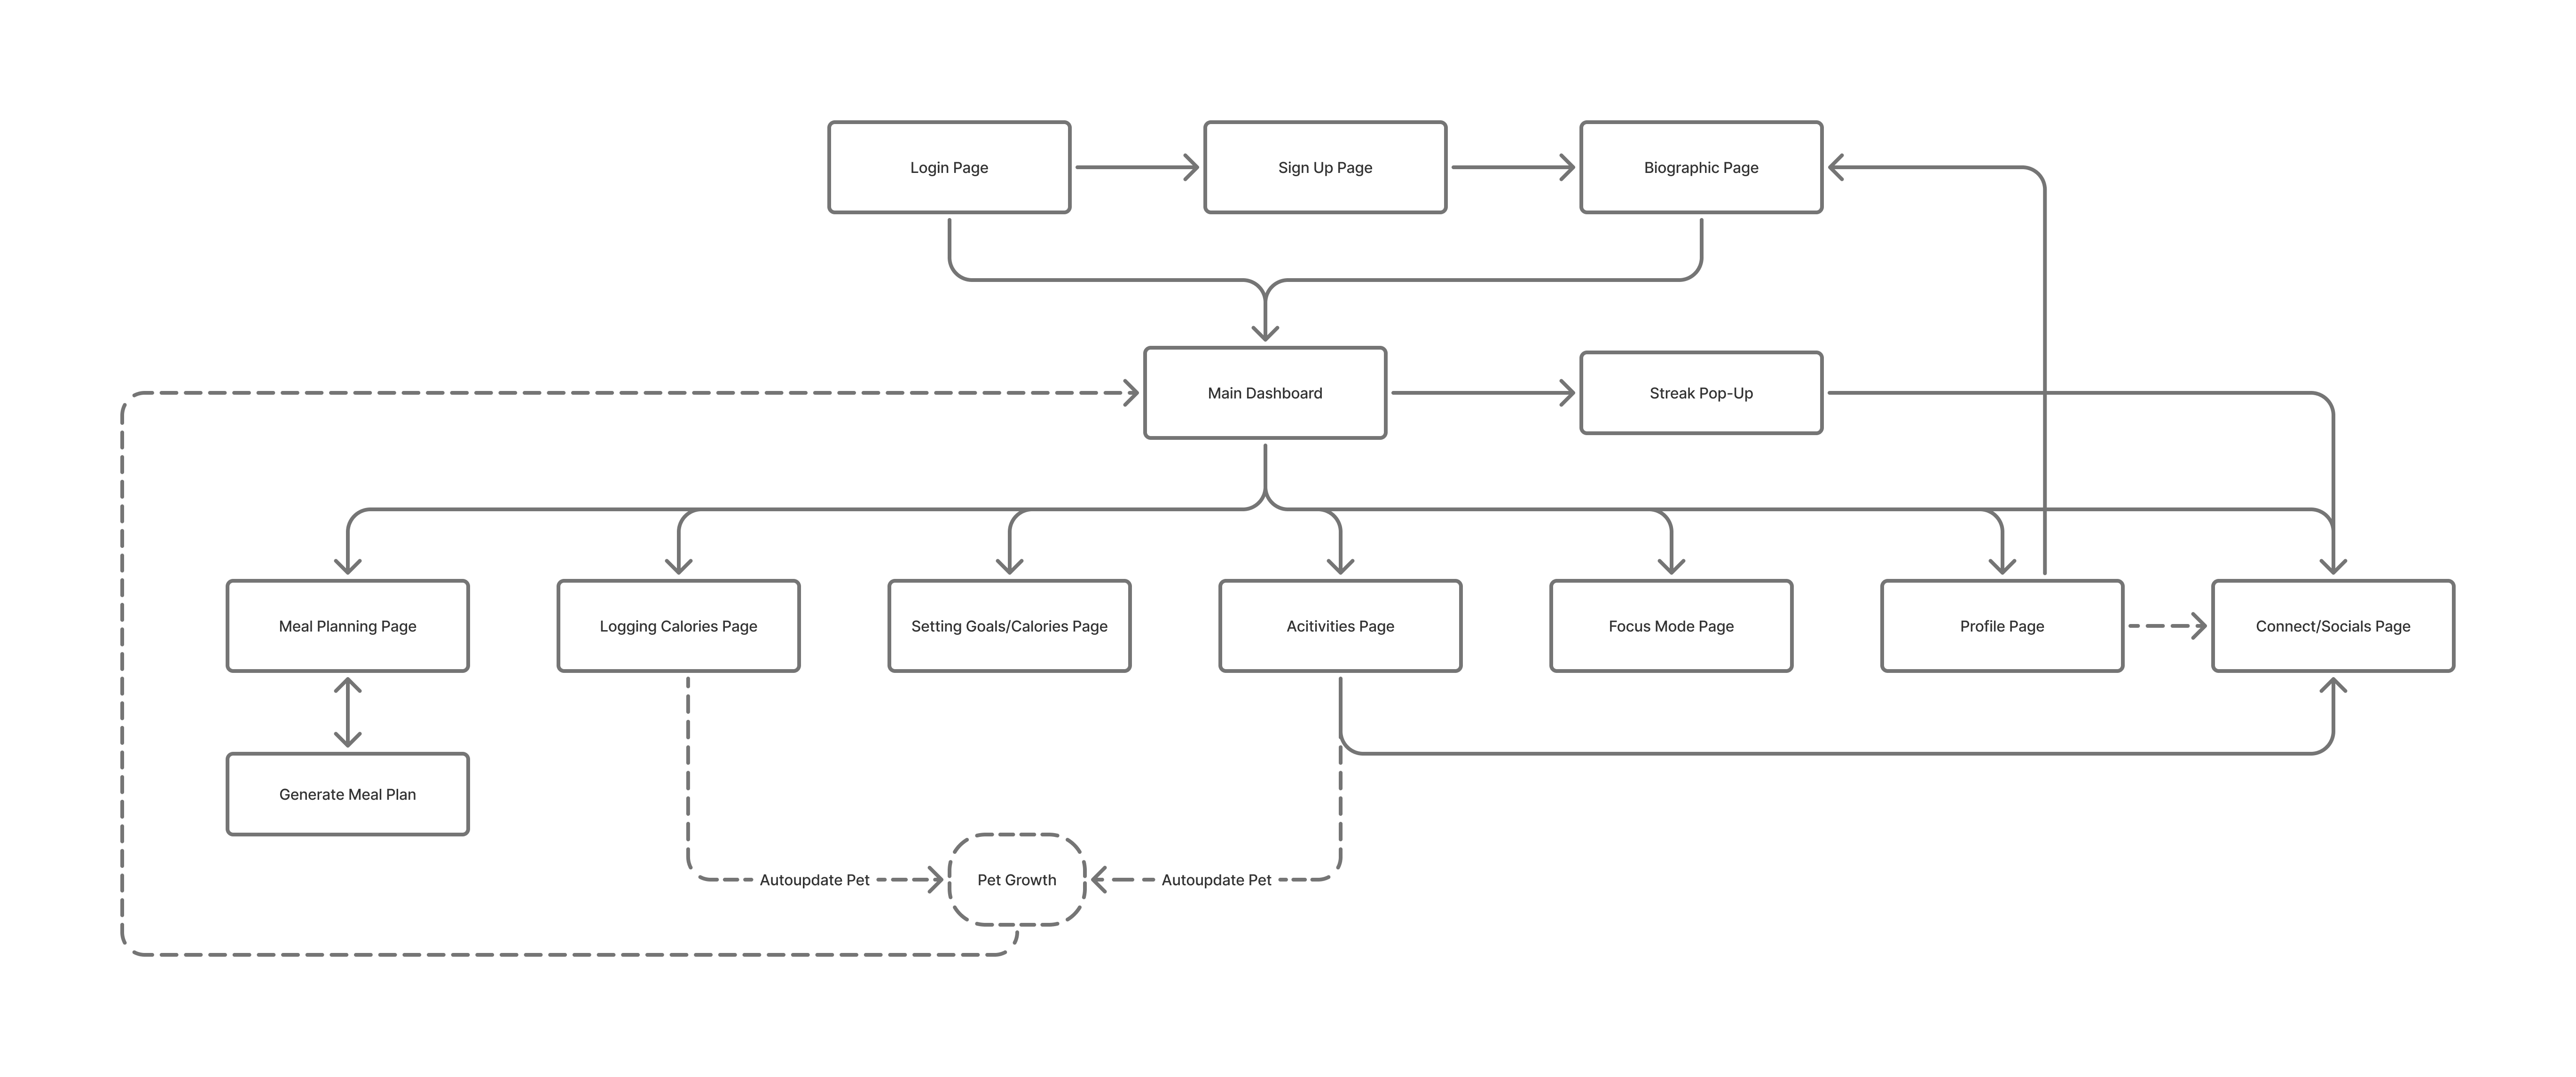 Login Page
Sign Up Page
Biographic Page
Main Dashboard
Streak Pop-Up
Meal Planning Page
Logging Calories Page
Setting Goals/Calories Page
Acitivities Page
Focus Mode Page
Profile Page
Connect/Socials Page
Generate Meal Plan
Autoupdate Pet
Pet Growth
Autoupdate Pet